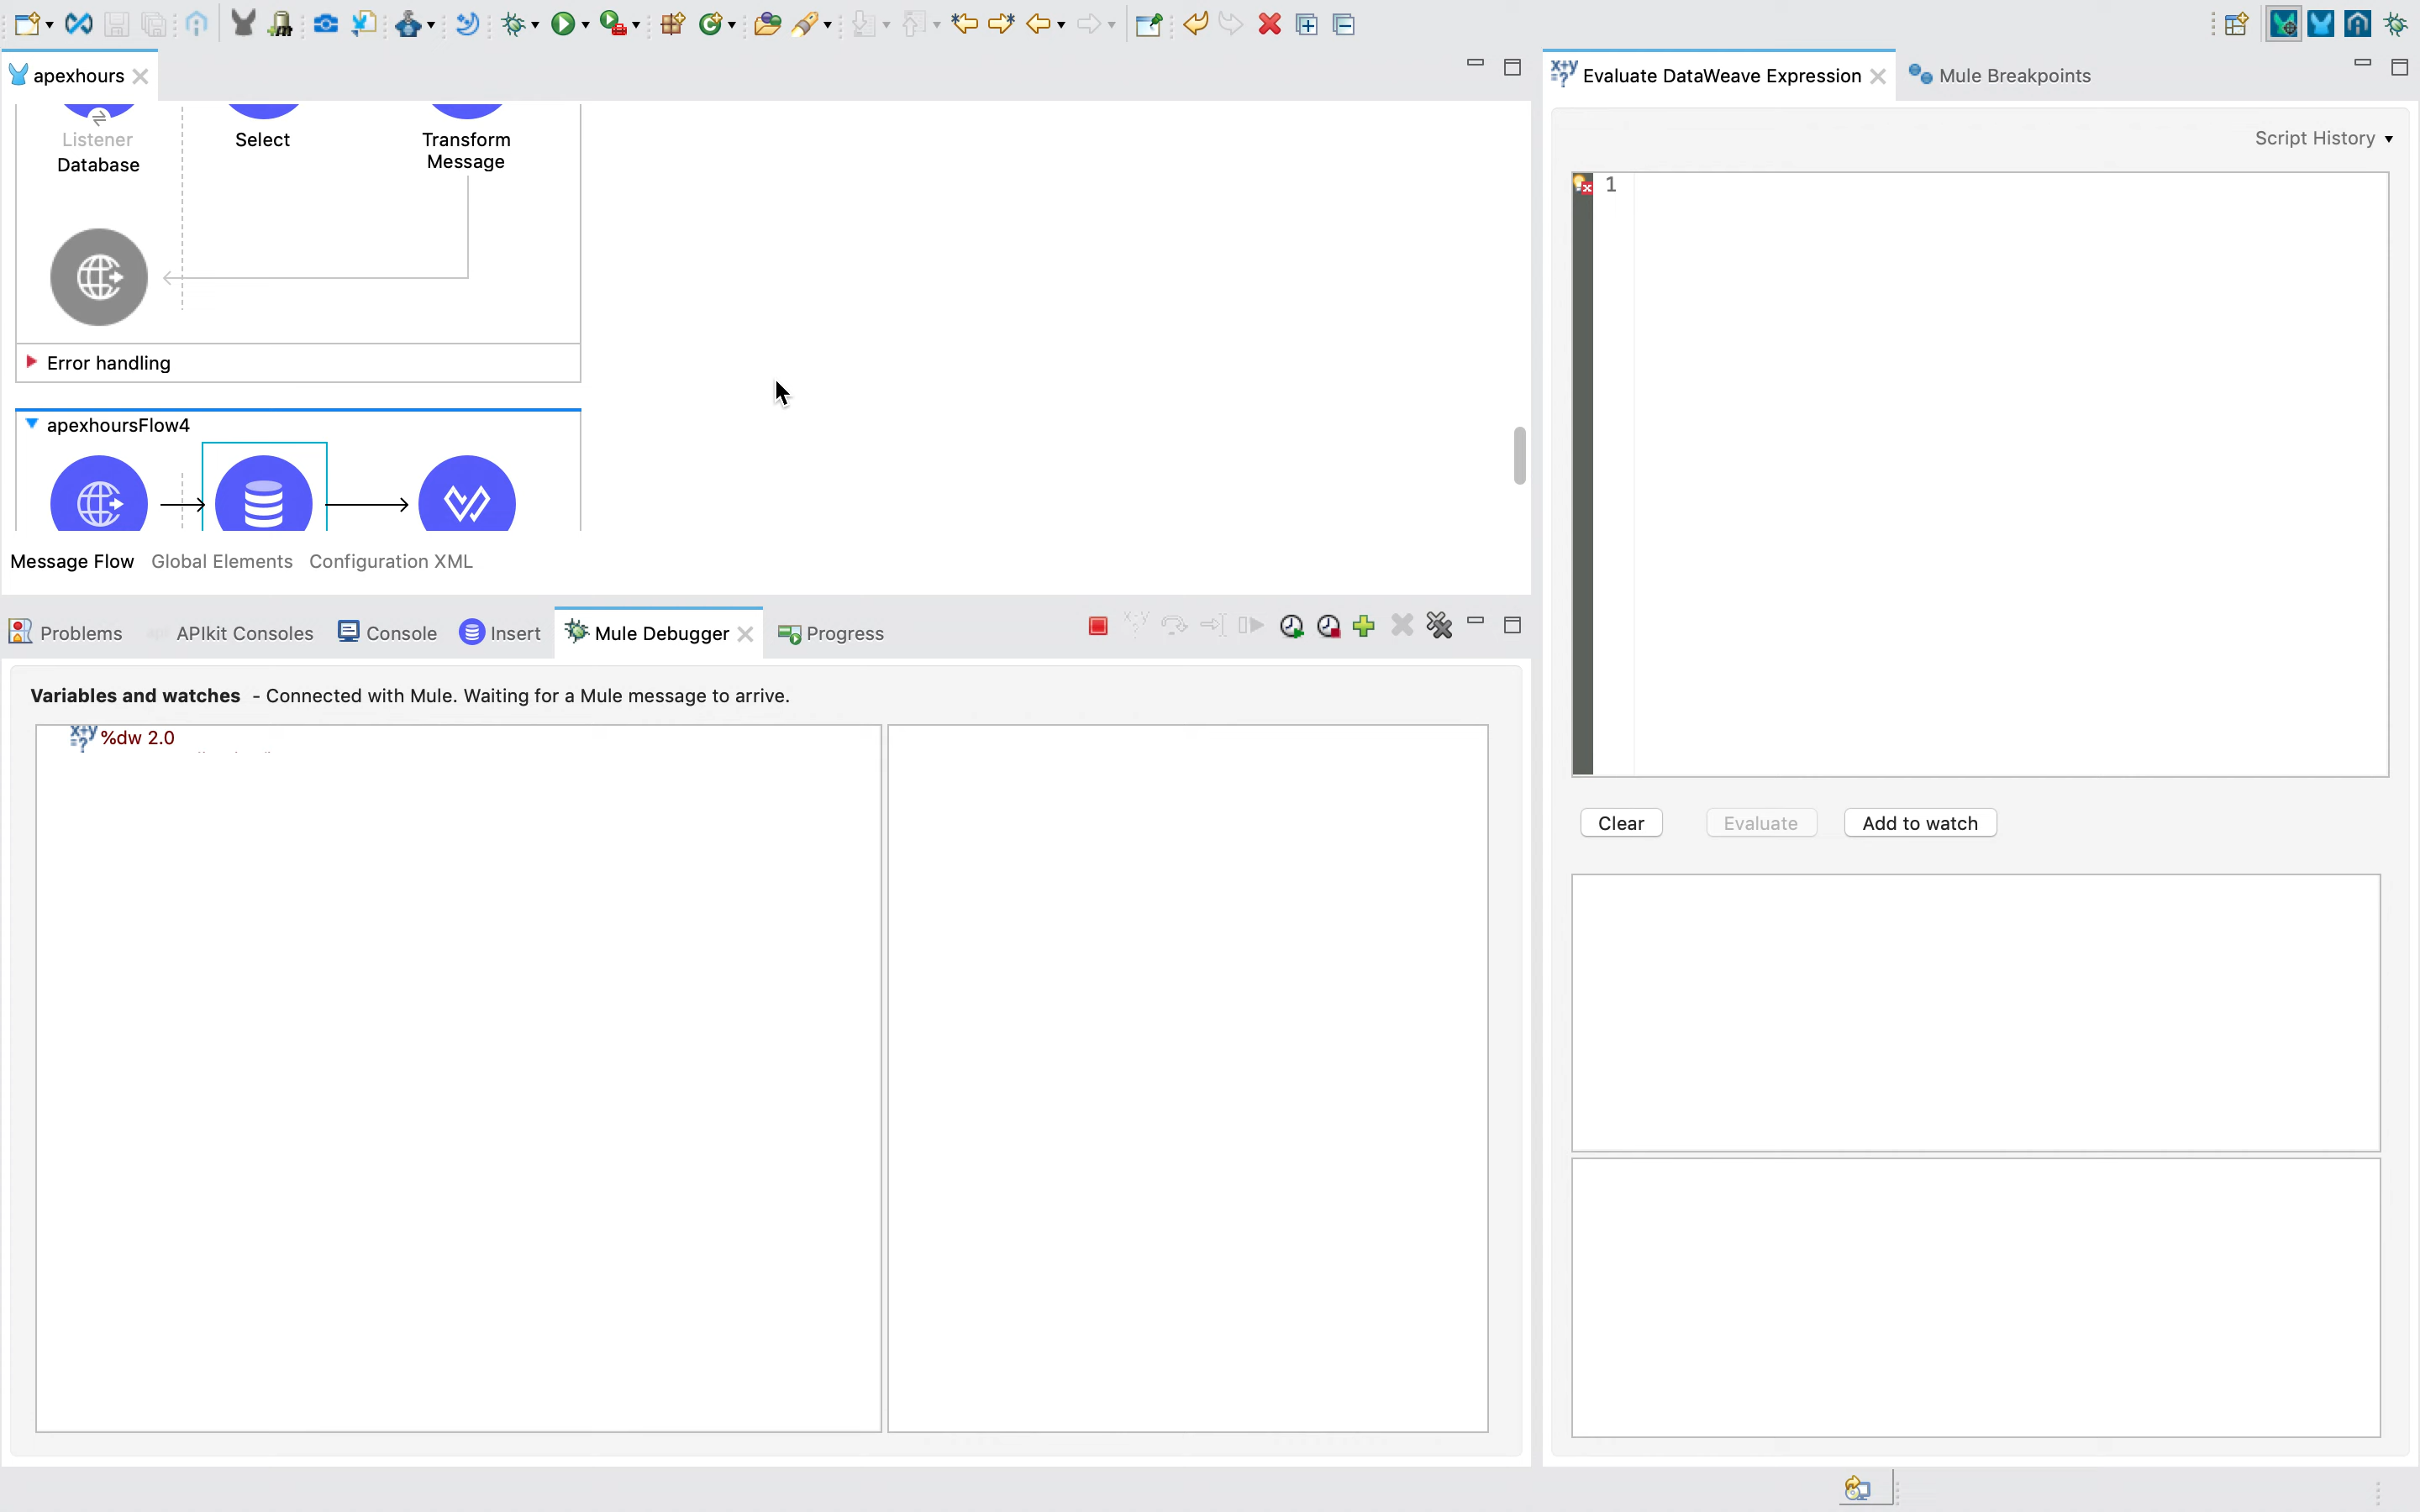 apexhours
Evaluate DataWeave Expression
Mule Breakpoints
Listener
Database
Select
Transform
Message
Error handling
apexhoursFlow4
Message Flow
Global Elements
Configuration XML
Script History
1
Problems
APIkit Consoles
Console
Insert
Mule Debugger
Progress
Variables and watches - Connected with Mule. Waiting for a Mule message to arrive.
%dw 2.0
Clear
Evaluate
Add to watch